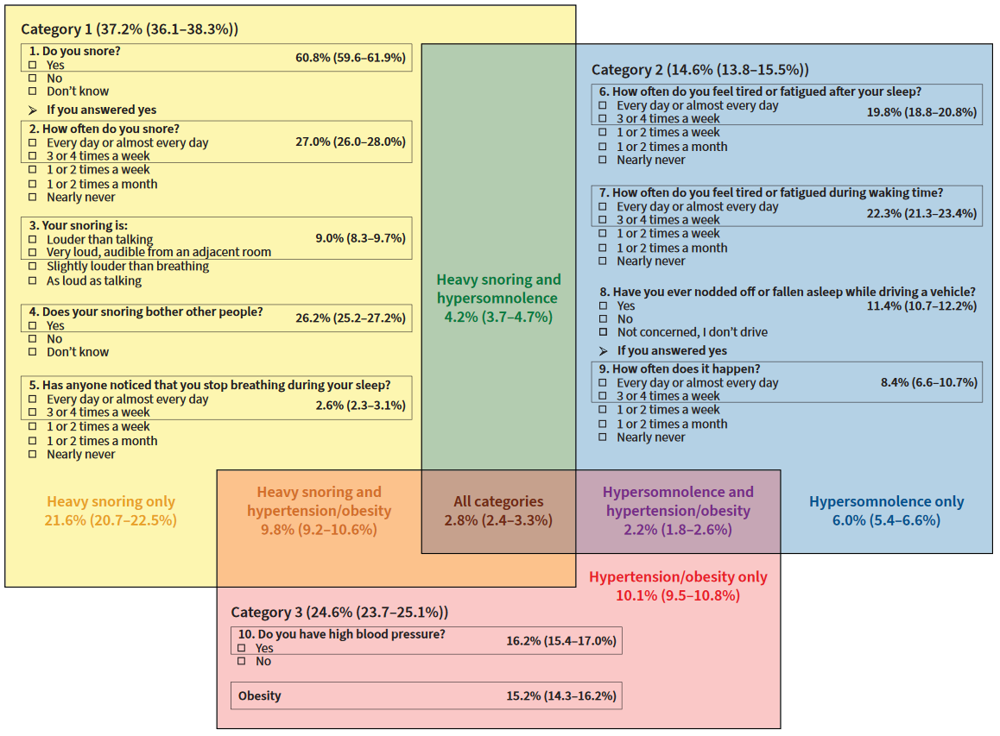 Category 1 (37.2% (36.1–38.3%))
1. Do you snore?
60.8% (59.6–61.9%)
Yes
No
Don’t know
If you answered yes
2. How often do you snore?
27.0% (26.0–28.0%)
Every day or almost every day
3 or 4 times a week
1 or 2 times a week
1 or 2 times a month
Nearly never
3. Your snoring is:
9.0% (8.3–9.7%)
Louder than talking
Very loud, audible from an adjacent room
Slightly louder than breathing
As loud as talking
4. Does your snoring bother other people?
26.2% (25.2–27.2%)
Yes
No
Don’t know
5. Has anyone noticed that you stop breathing during your sleep?
2.6% (2.3–3.1%)
Every day or almost every day
3 or 4 times a week
1 or 2 times a week
1 or 2 times a month
Nearly never
Heavy snoring and
hypersomnolence
4.2% (3.7–4.7%)
Category 2 (14.6% (13.8–15.5%))
6. How often do you feel tired or fatigued after your sleep?
Every day or almost every day
19.8% (18.8–20.8%)
3 or 4 times a week
1 or 2 times a week
1 or 2 times a month
Nearly never
7. How often do you feel tired or fatigued during waking time?
Every day or almost every day
22.3% (21.3–23.4%)
3 or 4 times a week
1 or 2 times a week
1 or 2 times a month
Nearly never
8. Have you ever nodded off or fallen asleep while driving a vehicle?
Yes
11.4% (10.7–12.2%)
No
Not concerned, I don’t drive
If you answered yes
9. How often does it happen?
Every day or almost every day
8.4% (6.6–10.7%)
3 or 4 times a week
1 or 2 times a week
1 or 2 times a month
Nearly never
Heavy snoring only
21.6% (20.7–22.5%)
Heavy snoring and
hypertension/obesity
9.8% (9.2–10.6%)
All categories
2.8% (2.4–3.3%)
Hypersomnolence and
hypertension/obesity
2.2% (1.8–2.6%)
Hypersomnolence only
6.0% (5.4–6.6%)
Hypertension/obesity only
10.1% (9.5–10.8%)
Category 3 (24.6% (23.7–25.1%))
10. Do you have high blood pressure?
16.2% (15.4–17.0%)
Yes
No
Obesity
15.2% (14.3–16.2%)